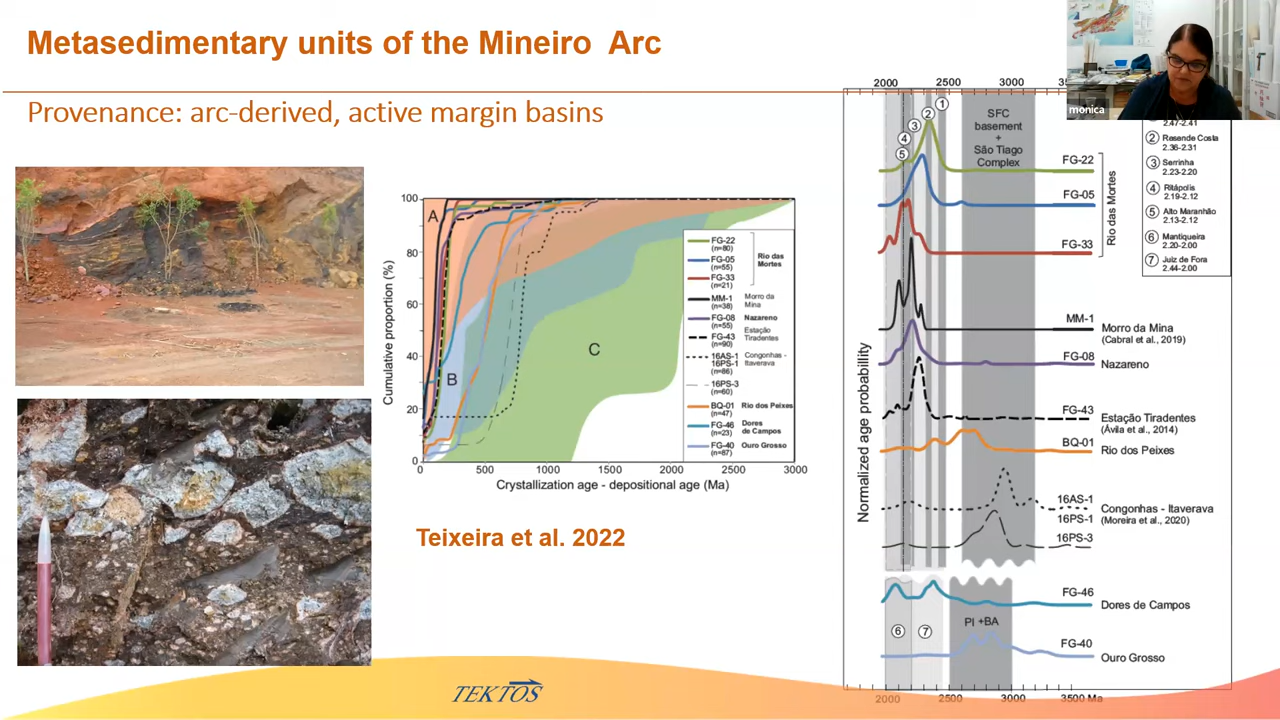 Metasedimentary units of the Mineiro Arc
Provenance: arc-derived, active margin basins
monica
100
80
60
40
20
0
Cumulative proportion (%)
A
B
C
0
500
1000
1500
2000
2500
3000
Crystallization age - depositional age (Ma)
FG-22
(n=80)
FG-05
(n=55)
FG-33
(n=21)
Rio das
Mortes
MM-1
(n=38)
Morro da
Mina
FG-08
(n=55)
Nazareno
FG-43
(n=90)
Estação
Tiradentes
16AS-1
16PS-1
(n=86)
Congonhas -
Itaverava
16PS-3
(n=60)
BQ-01
(n=47)
Rio dos Peixes
FG-46
(n=23)
Dores
de Campos
FG-40
(n=87)
Ouro Grosso
Teixeira et al. 2022
2000
2500
3000
SFC
basement
+
São Tiago
Complex
1
2
3
4
5
FG-22
FG-05
FG-33
Rio das Mortes
MM-1
Morro da Mina
(Cabral et al., 2019)
FG-08
Nazareno
FG-43
Estação Tiradentes
(Ávila et al., 2014)
BQ-01
Rio dos Peixes
16AS-1
16PS-1
Congonhas - Itaverava
(Moreira et al., 2020)
16PS-3
FG-46
Dores de Campos
PI +BA
6
7
FG-40
Ouro Grosso
Normalized age probabillity
2000
2500
3000
3500 Ma
2.47-2.41
2 Resende Costa
2.36-2.31
3 Serrinha
2.23-2.20
4 Ritápolis
2.19-2.12
5 Alto Maranhão
2.13-2.12
6 Mantiqueira
2.20-2.00
7 Juiz de Fora
2.44-2.00
TEKTOS